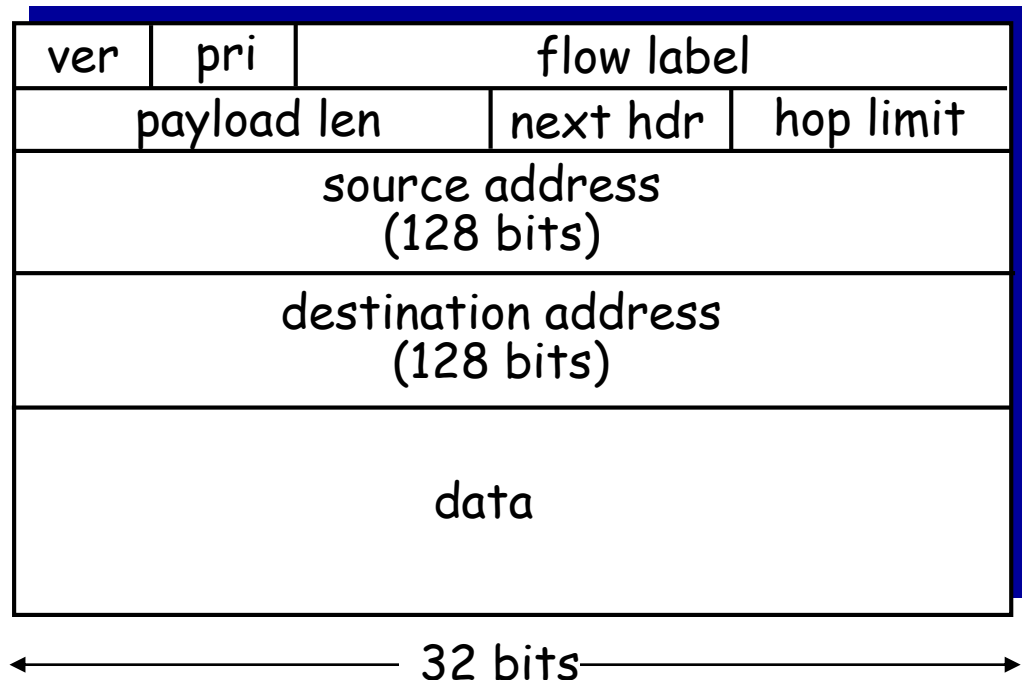 ver pri flow label
payload len next hdr hop limit
source address
(128 bits)
destination address
(128 bits)
data
32 bits